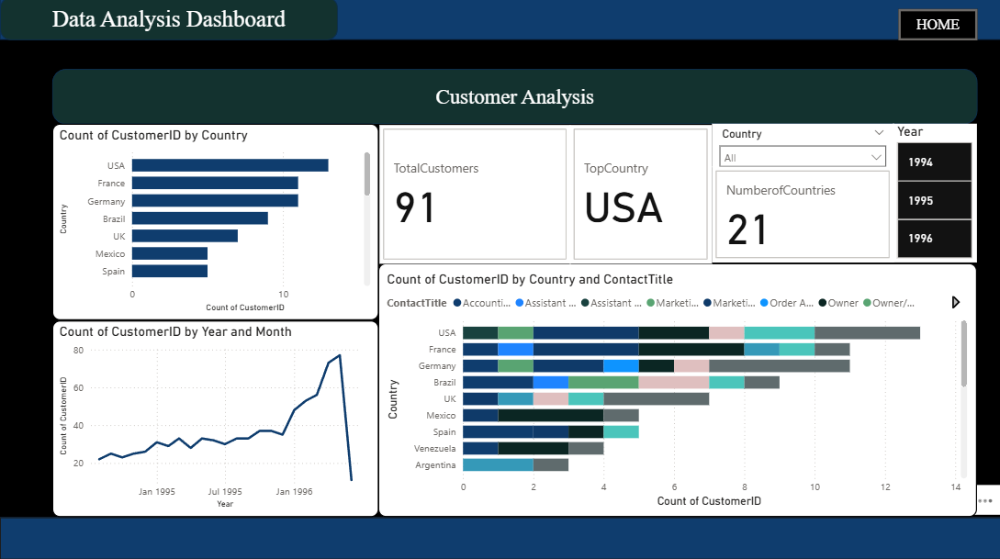 Data Analysis Dashboard
HOME
Customer Analysis
Count of CustomerID by Country
Country
USA
France
Germany
Brazil
UK
Mexico
Spain
0 10
Count of CustomerID
TotalCustomers
91
TopCountry
USA
Country
All
NumberofCountries
21
Year
1994
1995
1996
Count of CustomerID by Year and Month
Count of CustomerID
80
60
40
20
Jan 1995 Jul 1995 Jan 1996
Year
Count of CustomerID by Country and ContactTitle
ContactTitle Accounti... Assistant ... Assistant ... Marketi... Marketi... Order A... Owner Owner/...
Country
USA
France
Germany
Brazil
UK
Mexico
Spain
Venezuela
Argentina
0 2 4 6 8 10 12 14
Count of CustomerID